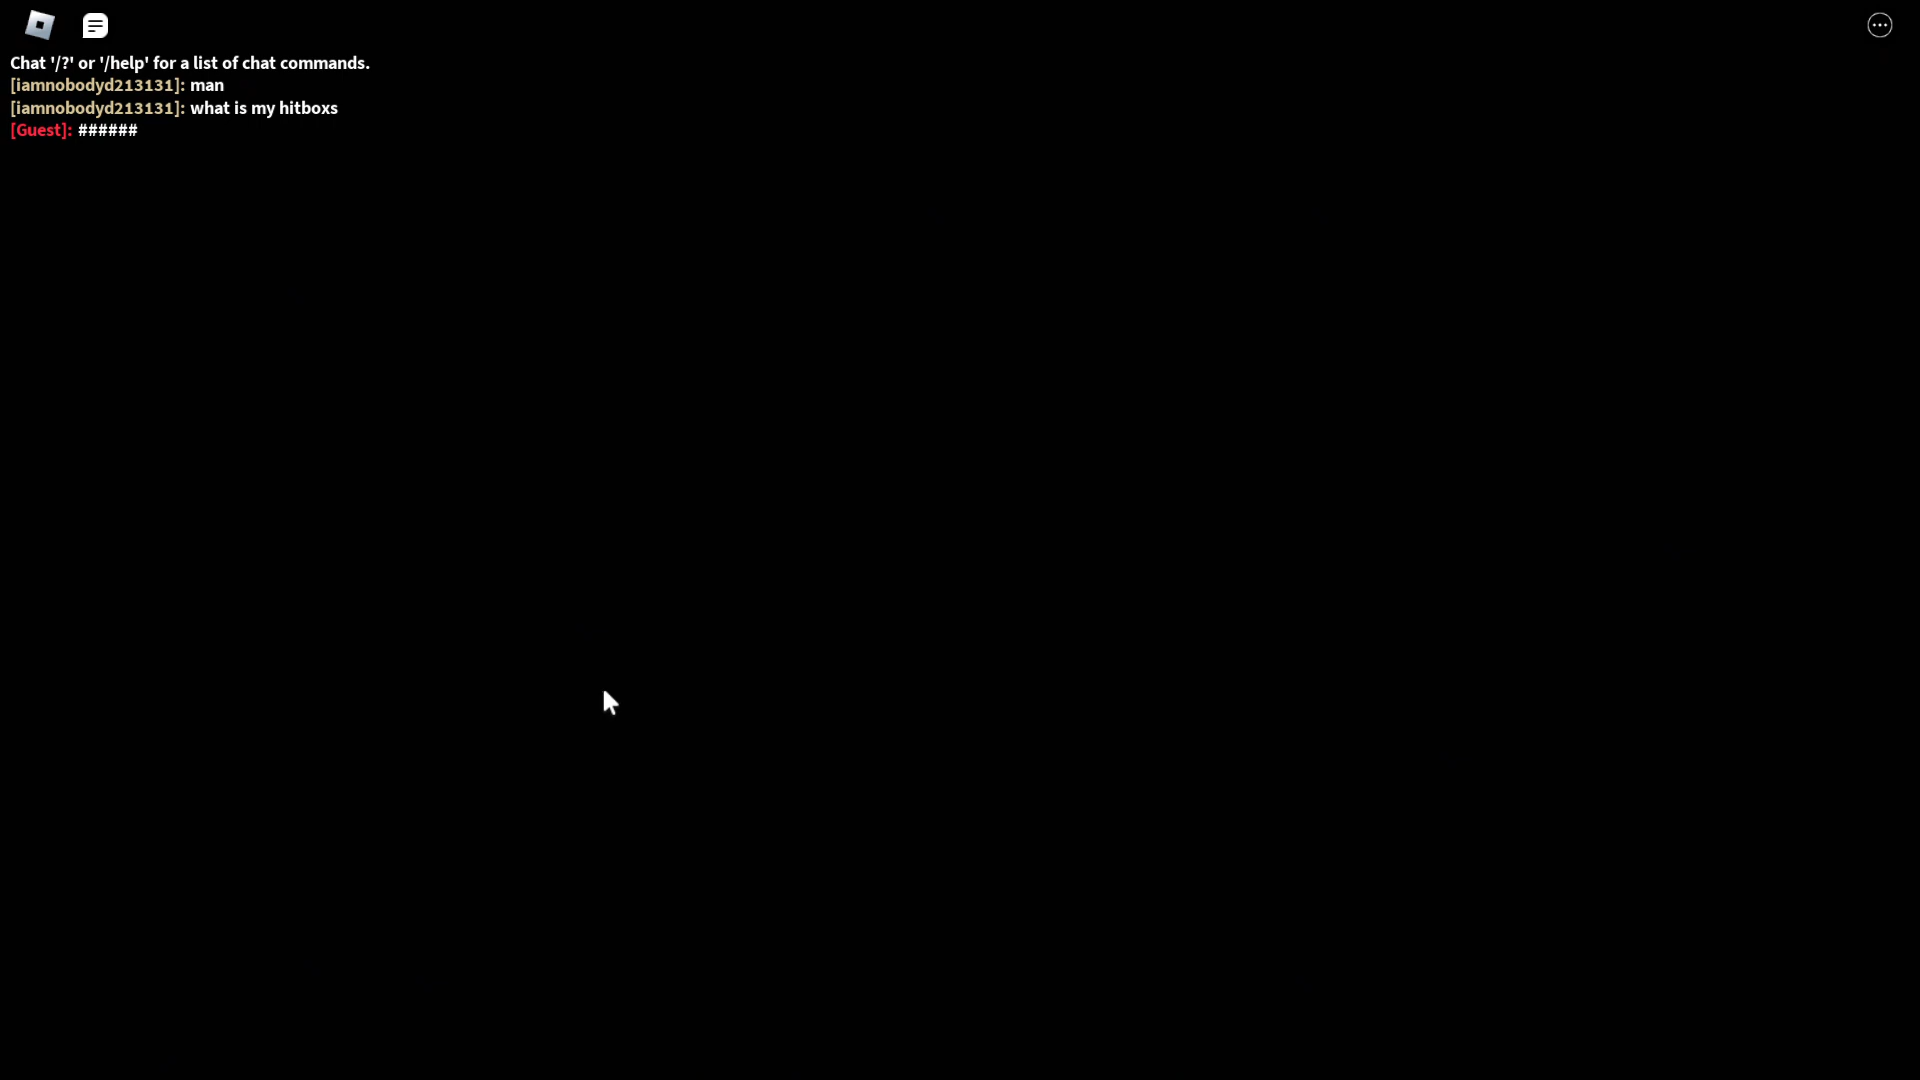 Chat '/?' or '/help' for a list of chat commands.
[iamnobodyd213131]: man
[iamnobodyd213131]: what is my hitboxs
[Guest]: ######